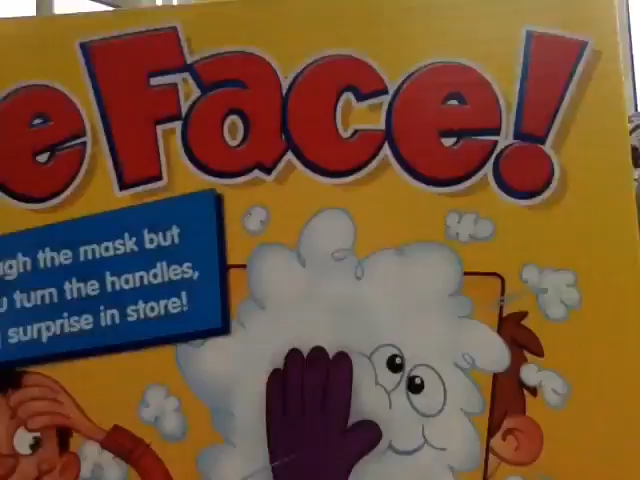 e Face!
gh the mask but
u turn the handles,
surprise in store!